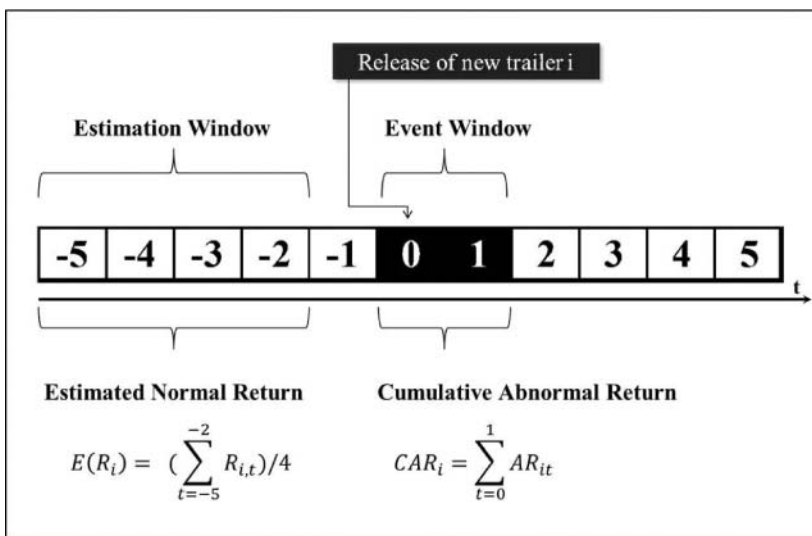 Release of new trailer i
Estimation Window
Event Window
-5 -4 -3 -2 -1 0 1 2 3 4 5
t
Estimated Normal Return
Cumulative Abnormal Return
E(R_i) = (∑_{t=-5}^{-2} R_{i,t})/4
CAR_i = ∑_{t=0}^{1} AR_{it}